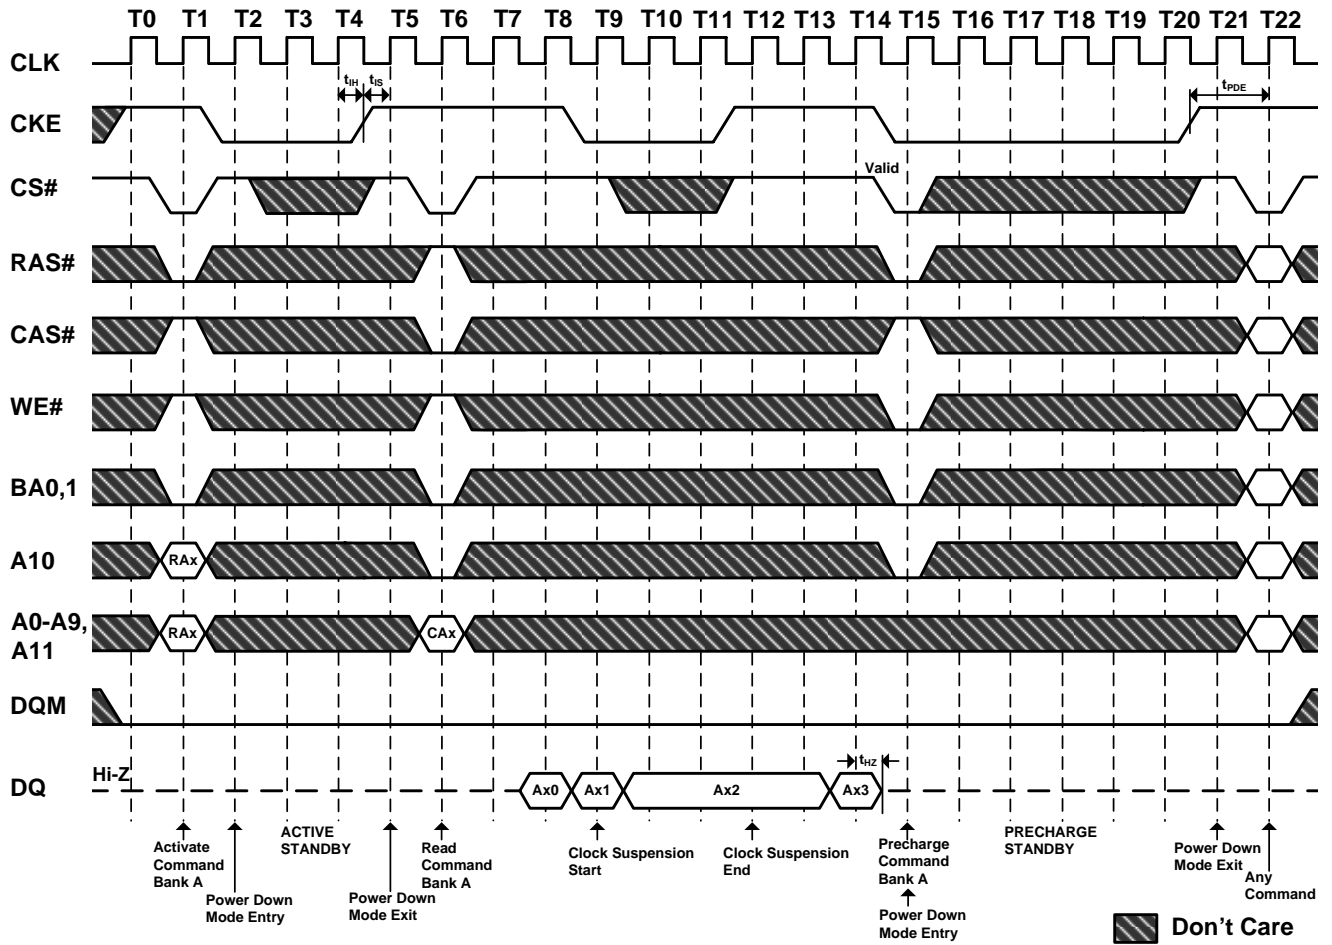 T0 T1 T2 T3 T4 T5 T6 T7 T8 T9 T10 T11 T12 T13 T14 T15 T16 T17 T18 T19 T20 T21 T22
CLK
tIH tIS
tPDE
CKE
Valid
CS#
RAS#
CAS#
WE#
BA0,1
A10
RAx
A0-A9,
A11
RAx
CAx
DQM
Hi-Z
DQ
tHZ
Ax0 Ax1 Ax2 Ax3
Activate
Command
Bank A
Power Down
Mode Entry
ACTIVE
STANDBY
Power Down
Mode Exit
Read
Command
Bank A
Clock Suspension
Start
Clock Suspension
End
Precharge
Command
Bank A
Power Down
Mode Entry
PRECHARGE
STANDBY
Power Down
Mode Exit
Any
Command
Don't Care